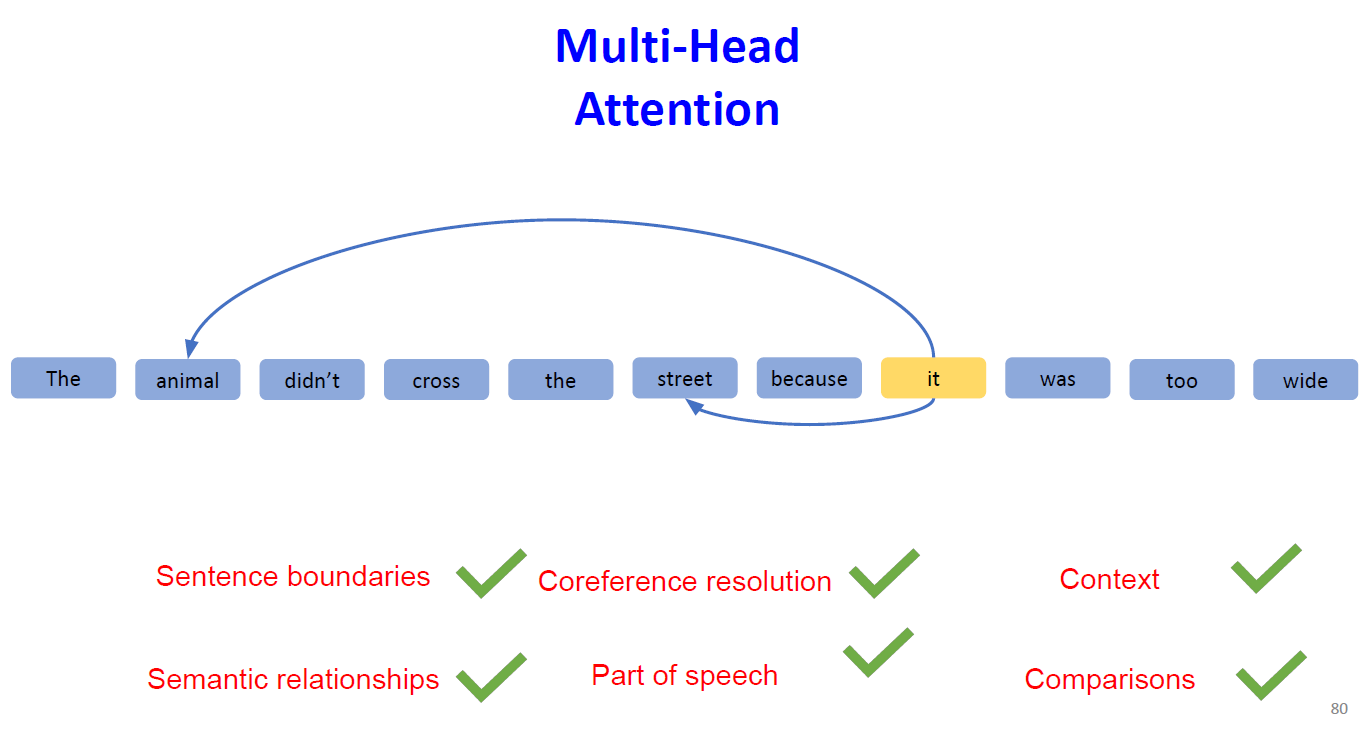 Multi-Head
Attention
The animal didn’t cross the street because it was too wide
Sentence boundaries Coreference resolution Context
Semantic relationships Part of speech Comparisons
80